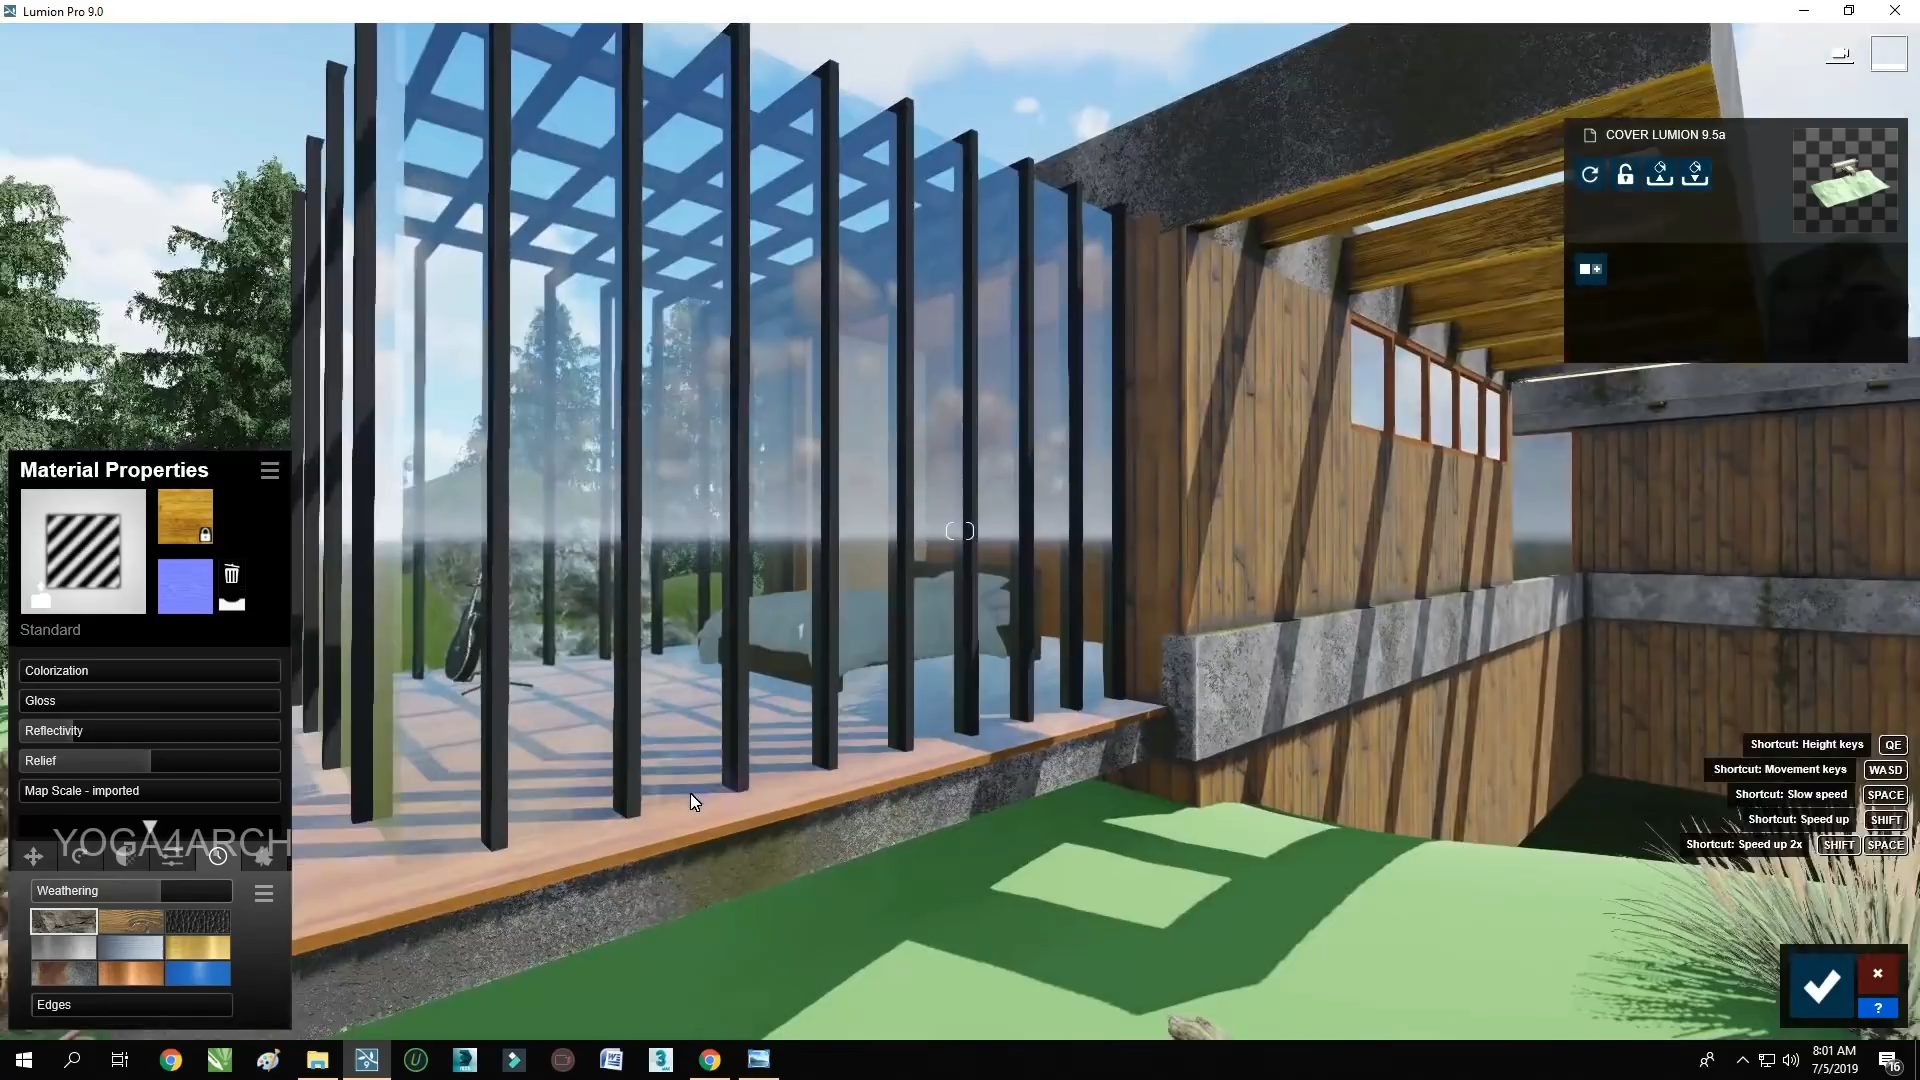 Lumion Pro 9.0
COVER LUMION 9.5a
Material Properties
Standard
Colorization
Gloss
Reflectivity
Relief
Map Scale - imported
YOGA4ARCH
Weathering
Edges
Shortcut: Height keys QE
Shortcut: Movement keys WASD
Shortcut: Slow speed SPACE
Shortcut: Speed up SHIFT
Shortcut: Speed up 2x SHIFT SPACE
?
8:01 AM
7/5/2019
16